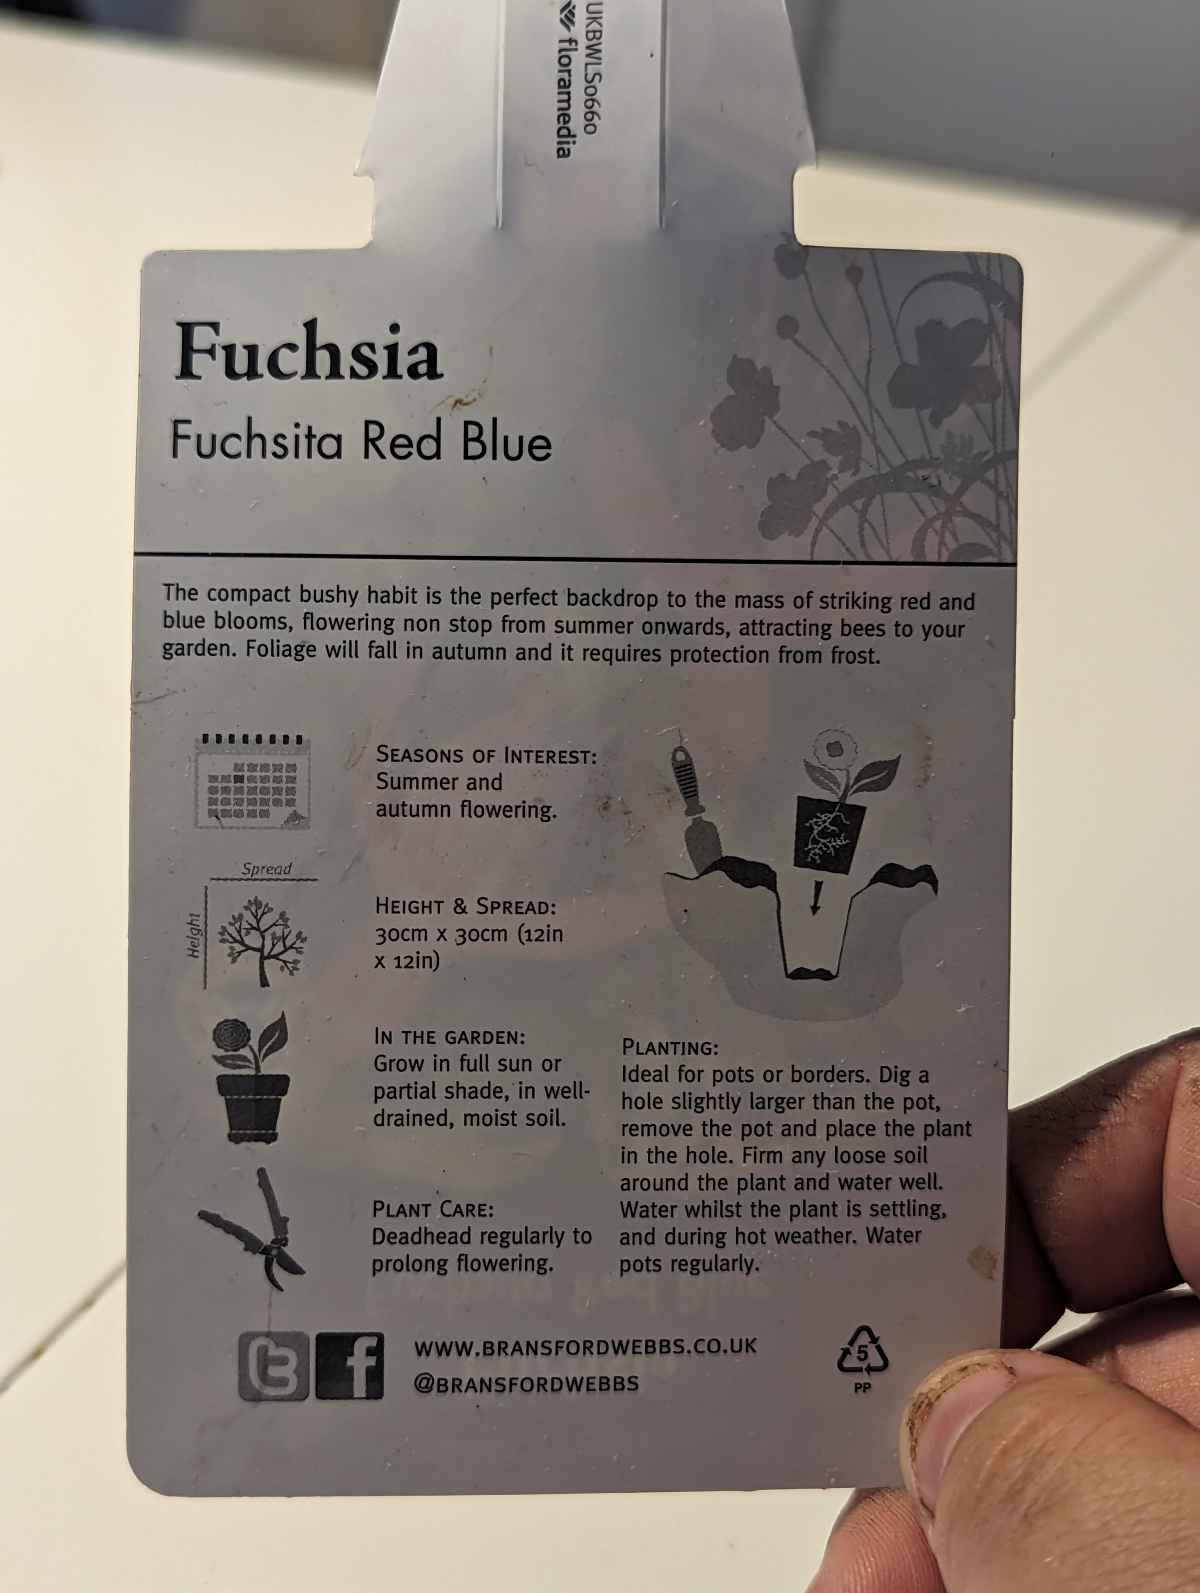 UKBWLS0660
floramedia
Fuchsia
Fuchsita Red Blue
The compact bushy habit is the perfect backdrop to the mass of striking red and
blue blooms, flowering non stop from summer onwards, attracting bees to your
garden. Foliage will fall in autumn and it requires protection from frost.
SEASONS OF INTEREST:
Summer and
autumn flowering.
Spread
Height
HEIGHT & SPREAD:
30cm x 30cm (12in
x 12in)
IN THE GARDEN:
Grow in full sun or
partial shade, in well-
drained, moist soil.
PLANT CARE:
Deadhead regularly to
prolong flowering.
PLANTING:
Ideal for pots or borders. Dig a
hole slightly larger than the pot,
remove the pot and place the plant
in the hole. Firm any loose soil
around the plant and water well.
Water whilst the plant is settling,
and during hot weather. Water
pots regularly.
t f
WWW.BRANSFORDWEBBS.CO.UK
@BRANSFORDWEBBS
5
PP